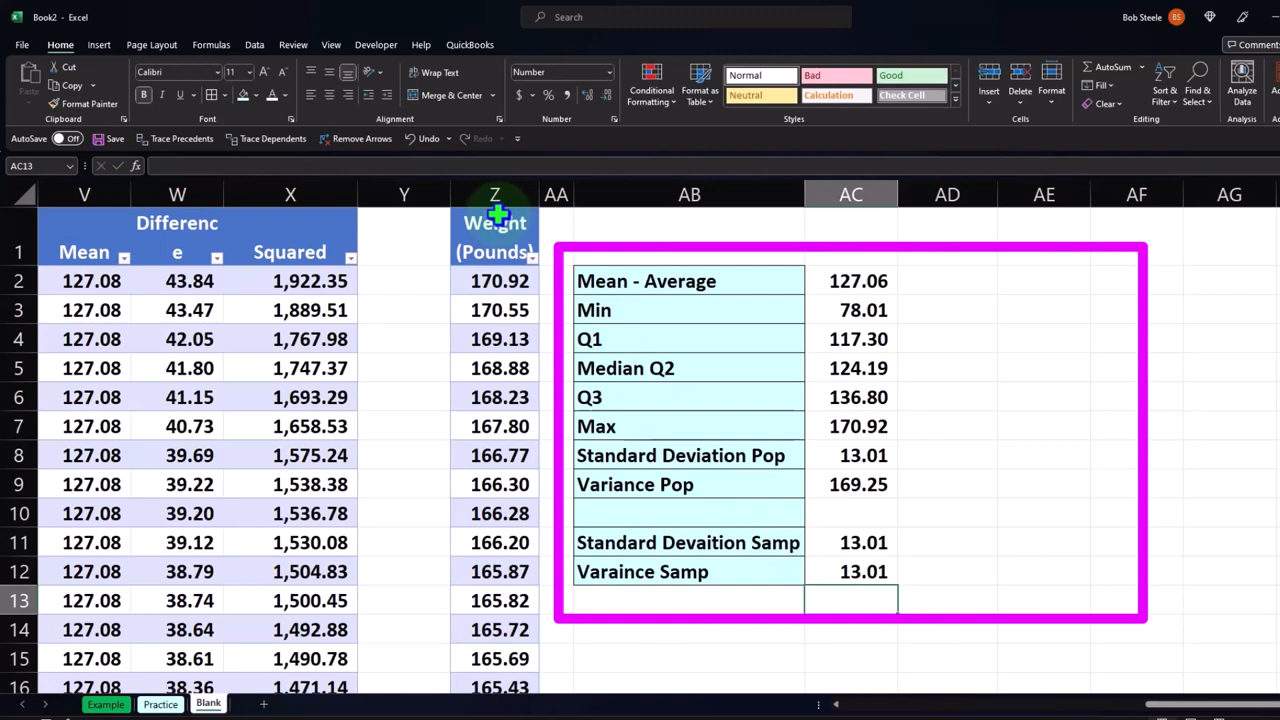 Book2 - Excel
Search
Bob Steele
BS
File Home Insert Page Layout Formulas Data Review View Developer Help QuickBooks
Comments
Paste
Cut
Copy
Format Painter
Clipboard
Calibri 11
B I U
Font
Wrap Text
Merge & Center
Alignment
Number
$ %
Number
Conditional Formatting
Format as Table
Normal Bad Good
Neutral Calculation Check Cell
Styles
Insert Delete Format
Cells
AutoSum
Fill
Clear
Sort & Filter
Find & Select
Editing
Analyze Data
Analysis
AutoSave Off Save Trace Precedents Trace Dependents Remove Arrows Undo Redo
AC13 fx
V W X Y Z AA AB AC AD AE AF AG
1 Mean Difference Squared Weight (Pounds)
2 127.08 43.84 1,922.35 170.92 Mean - Average 127.06
3 127.08 43.47 1,889.51 170.55 Min 78.01
4 127.08 42.05 1,767.98 169.13 Q1 117.30
5 127.08 41.80 1,747.37 168.88 Median Q2 124.19
6 127.08 41.15 1,693.29 168.23 Q3 136.80
7 127.08 40.73 1,658.53 167.80 Max 170.92
8 127.08 39.69 1,575.24 166.77 Standard Deviation Pop 13.01
9 127.08 39.22 1,538.38 166.30 Variance Pop 169.25
10 127.08 39.20 1,536.78 166.28
11 127.08 39.12 1,530.08 166.20 Standard Devaition Samp 13.01
12 127.08 38.79 1,504.83 165.87 Varaince Samp 13.01
13 127.08 38.74 1,500.45 165.82
14 127.08 38.64 1,492.88 165.72
15 127.08 38.61 1,490.78 165.69
16 127.08 38.36 1,471.14 165.43
Example Practice Blank